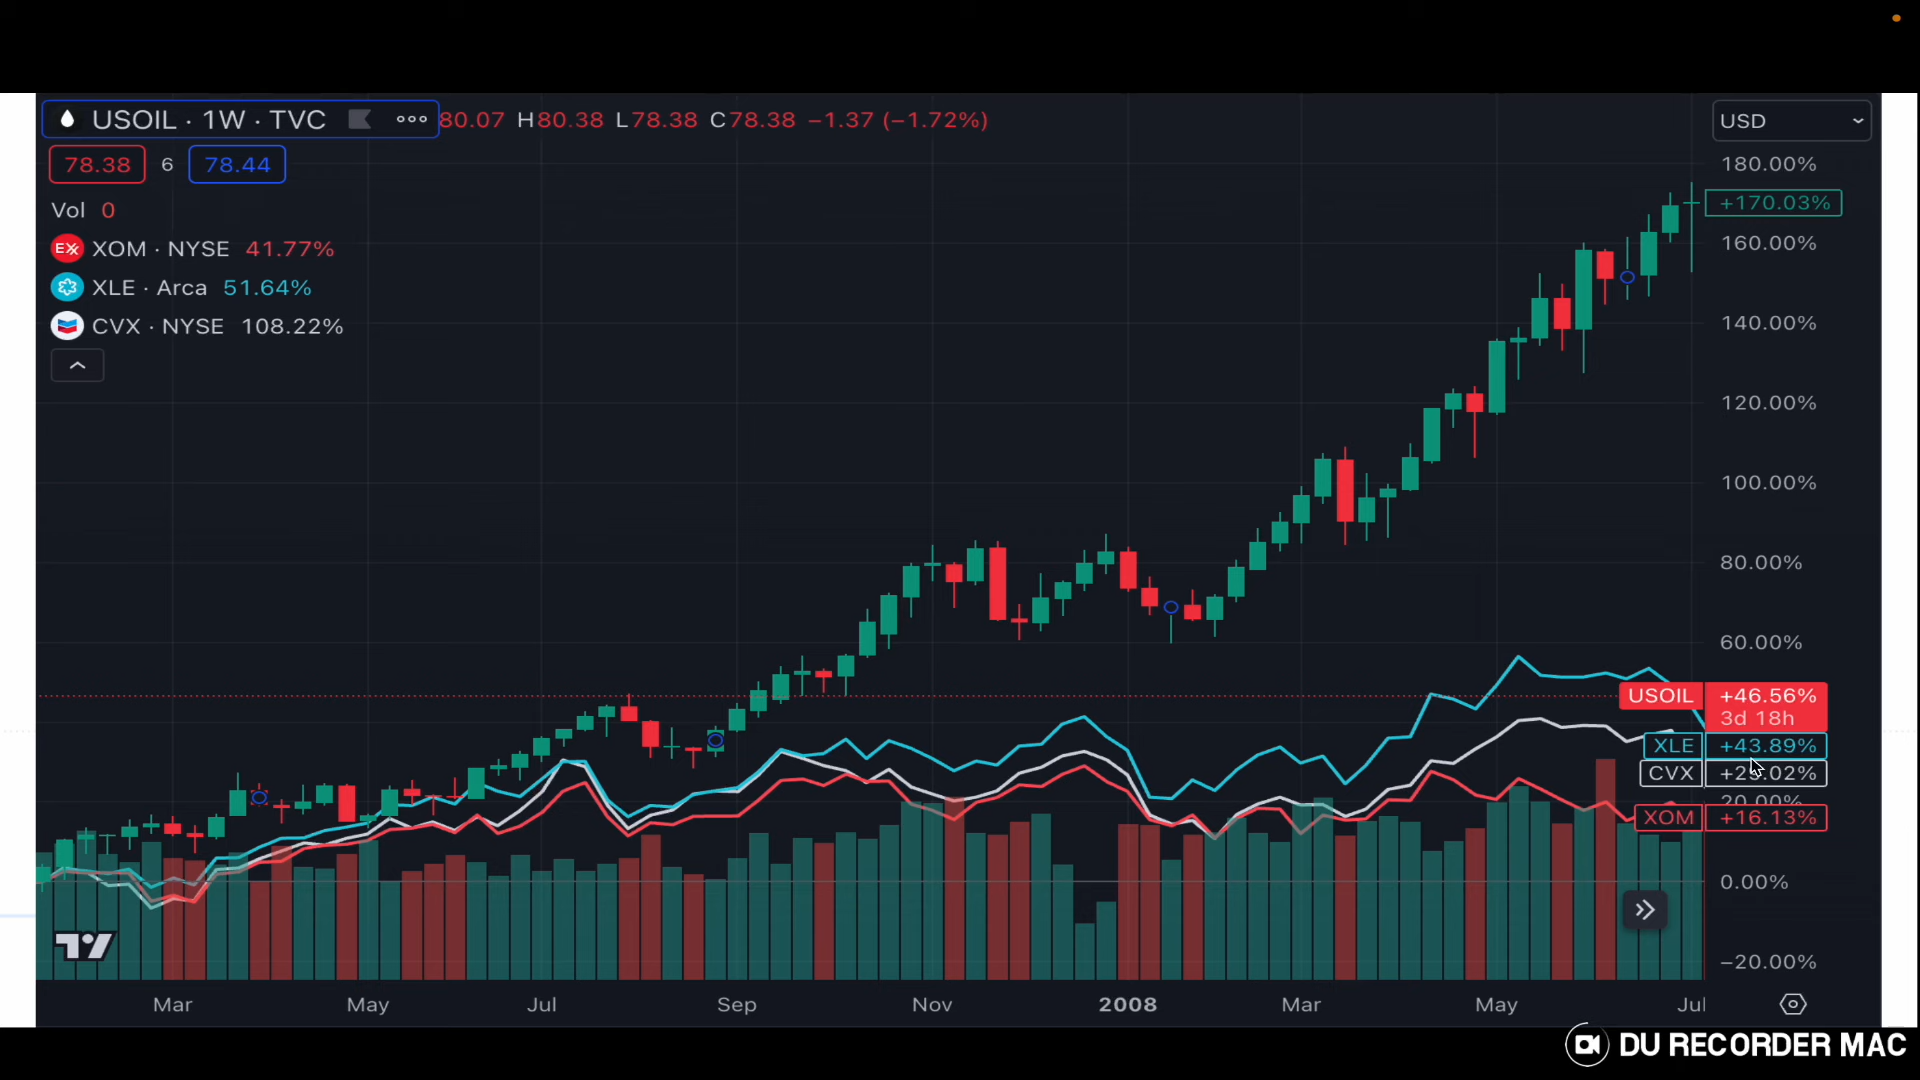 USOIL · 1W · TVC 80.07 H80.38 L78.38 C78.38 −1.37 (−1.72%)
USD
78.38 6 78.44
Vol 0
EX XOM · NYSE 41.77%
XLE · Arca 51.64%
CVX · NYSE 108.22%
180.00%
+170.03%
160.00%
140.00%
120.00%
100.00%
80.00%
60.00%
USOIL +46.56%
3d 18h
XLE +43.89%
CVX
20.00%
XOM +16.13%
0.00%
−20.00%
Mar May Jul Sep Nov 2008 Mar May Jul
DU RECORDER MAC